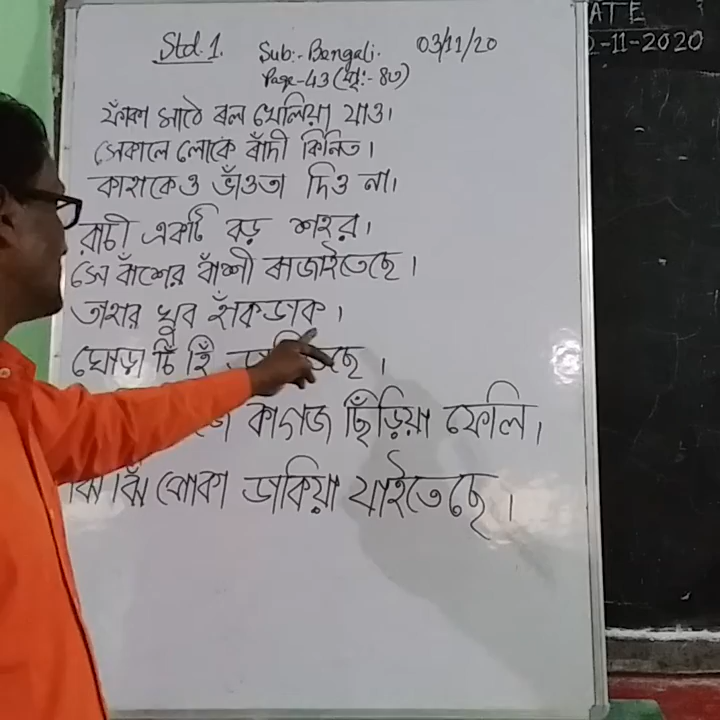 Std. 1. Sub:- Bengali. 03/11/20
Page-43 (পৃ:- ৪৩)
ফাঁকা মাঠে বল খেলিয়া যাও।
সেকালে লোকে বাঁদী কিনিত।
কাহাকেও ভাঁওতা দিও না।
রাচী একটি বড় শহর।
সে বাঁশের বাঁশী বাজাইতেছে।
তাহার খুব হাঁকডাক।
ঘোড়া চিঁ হিঁ
কাগজ ছিঁড়িয়া ফেলি।
ঝিঁ ঝিঁ পোকা ডাকিয়া যাইতেছে।
ATE
2-11-2020